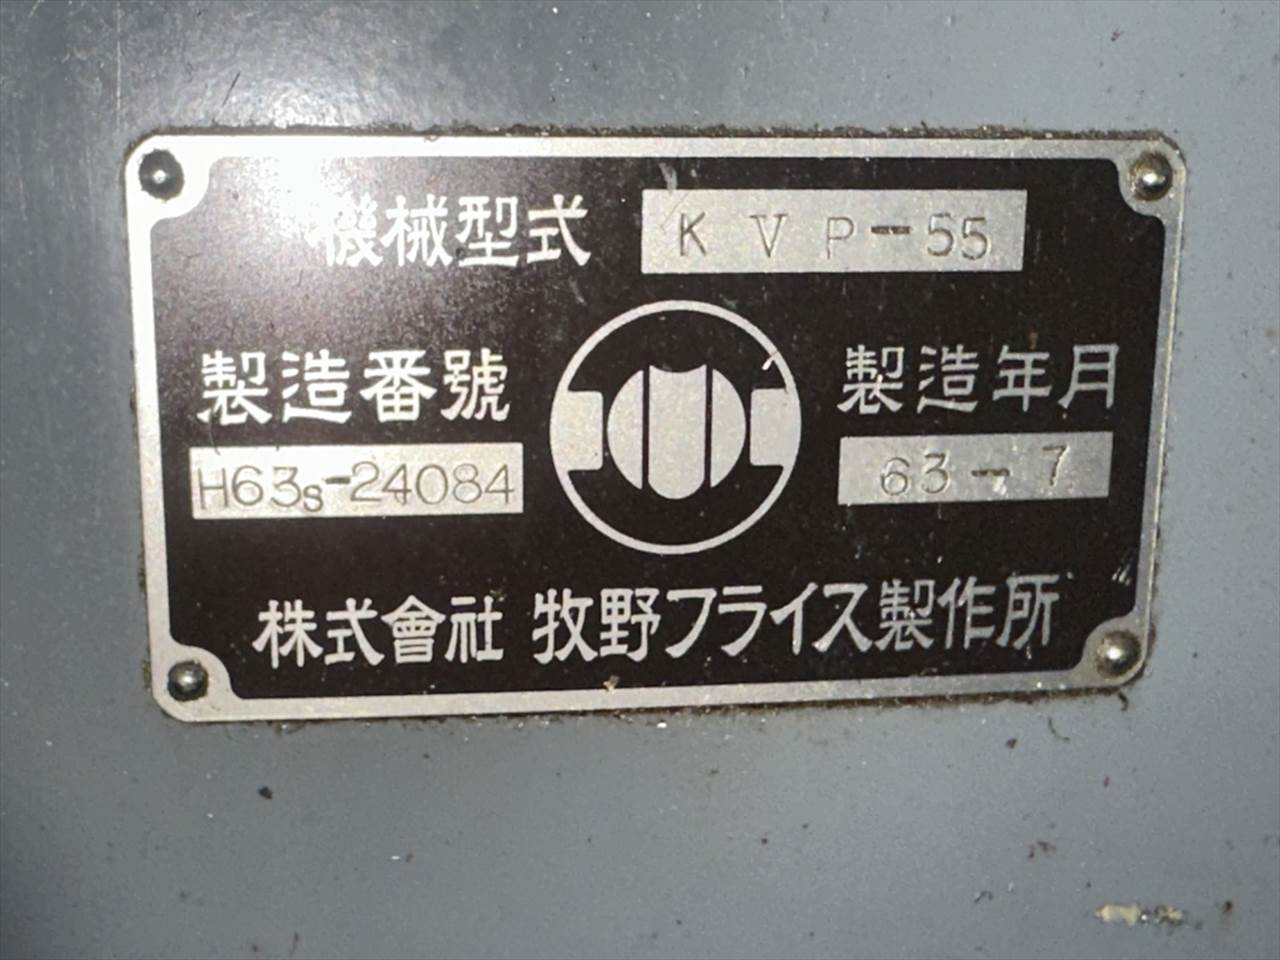 機械型式 KVP-55
製造番號 製造年月
H63s-24084 63-7
株式會社 牧野フライス製作所